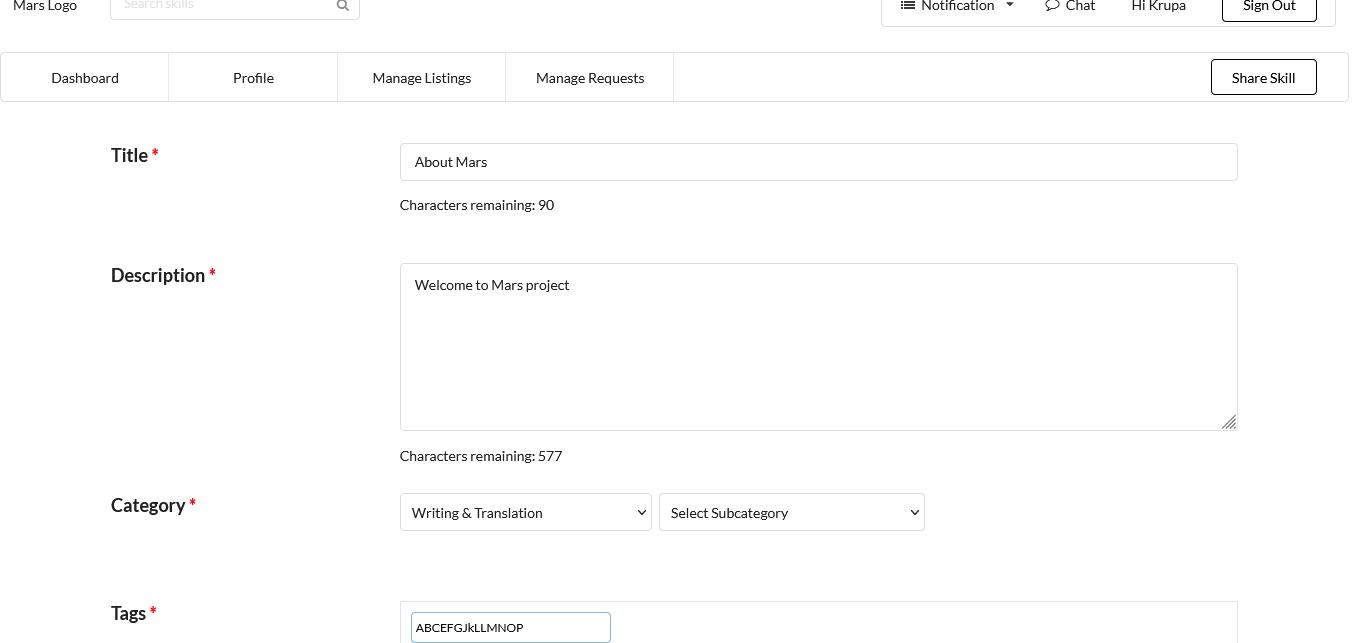 Mars Logo Search skills Notification Chat Hi Krupa Sign Out
Dashboard Profile Manage Listings Manage Requests Share Skill
Title * About Mars
Characters remaining: 90
Description * Welcome to Mars project
Characters remaining: 577
Category * Writing & Translation Select Subcategory
Tags *
ABCEFGJkLLMNOP